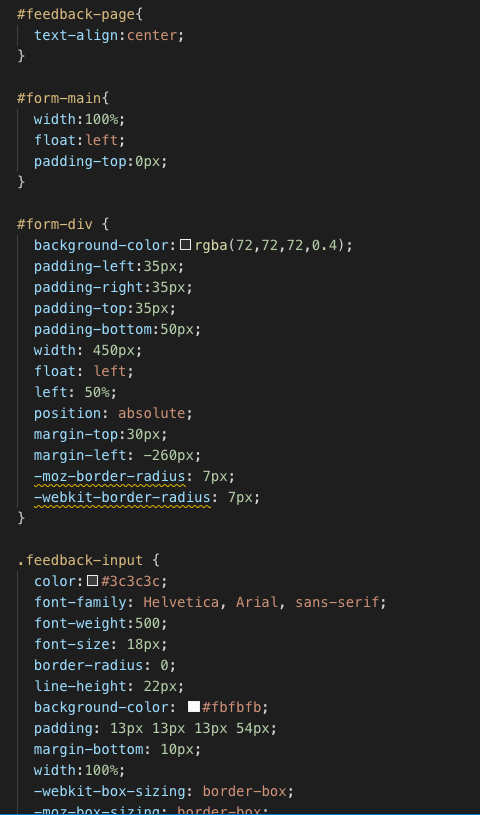 #feedback-page{
text-align:center;
}
#form-main{
width:100%;
float:left;
padding-top:0px;
}
#form-div {
background-color:rgba(72,72,72,0.4);
padding-left:35px;
padding-right:35px;
padding-top:35px;
padding-bottom:50px;
width: 450px;
float: left;
left: 50%;
position: absolute;
margin-top:30px;
margin-left: -260px;
-moz-border-radius: 7px;
-webkit-border-radius: 7px;
}
.feedback-input {
color:#3c3c3c;
font-family: Helvetica, Arial, sans-serif;
font-weight:500;
font-size: 18px;
border-radius: 0;
line-height: 22px;
background-color: #fbfbfb;
padding: 13px 13px 13px 54px;
margin-bottom: 10px;
width:100%;
-webkit-box-sizing: border-box;
-moz-box-sizing: border-box;